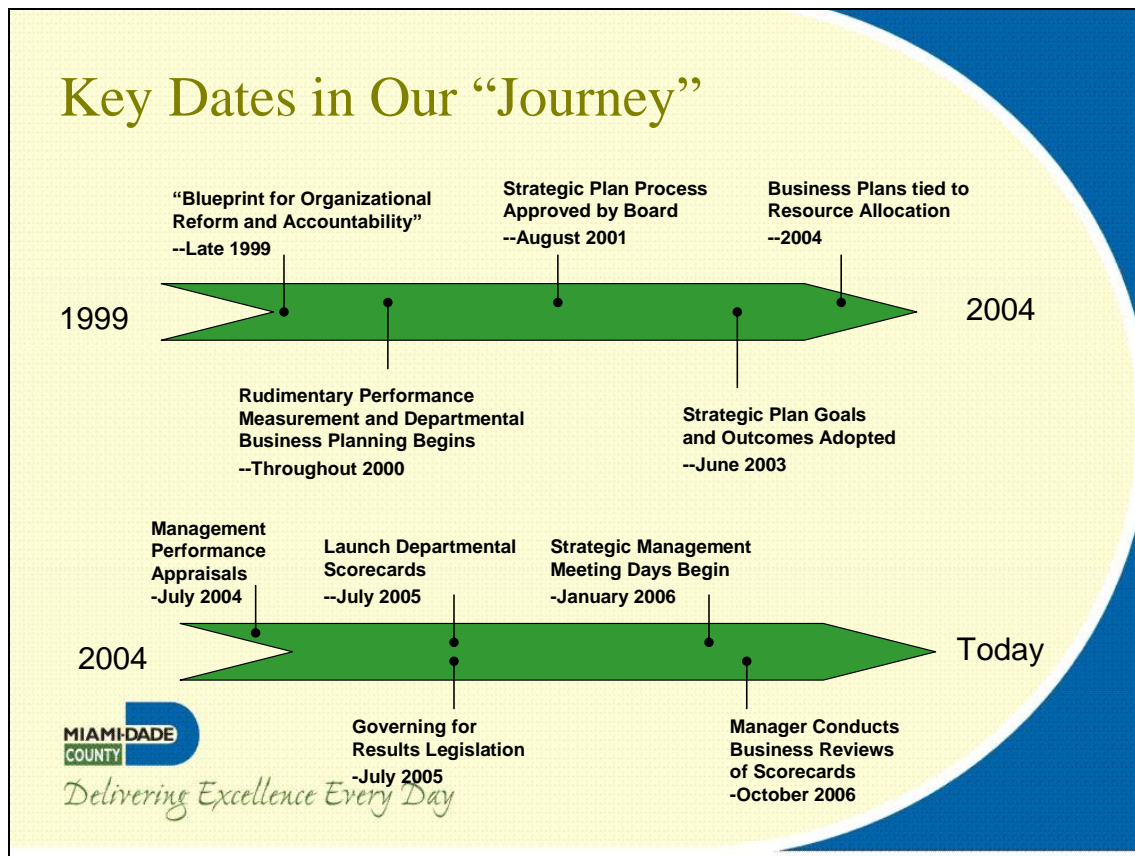 Key Dates in Our “Journey”
“Blueprint for Organizational
Reform and Accountability”
--Late 1999
Strategic Plan Process
Approved by Board
--August 2001
Business Plans tied to
Resource Allocation
--2004
1999
2004
Rudimentary Performance
Measurement and Departmental
Business Planning Begins
--Throughout 2000
Strategic Plan Goals
and Outcomes Adopted
--June 2003
Management
Performance
Appraisals
-July 2004
Launch Departmental
Scorecards
--July 2005
Strategic Management
Meeting Days Begin
-January 2006
2004
Today
Governing for
Results Legislation
-July 2005
Manager Conducts
Business Reviews
of Scorecards
-October 2006
MIAMI-DADE
COUNTY
Delivering Excellence Every Day